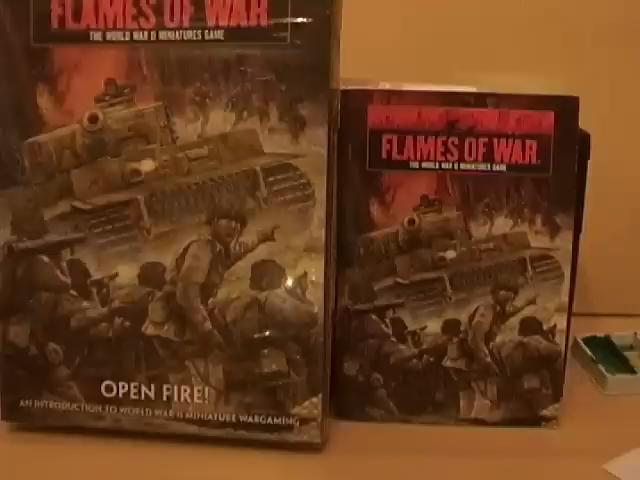 FLAMES OF WAR
THE WORLD WAR II MINIATURES GAME
OPEN FIRE!
AN INTRODUCTION TO WORLD WAR II MINIATURE WARGAMING
FLAMES OF WAR
THE WORLD WAR II MINIATURES GAME